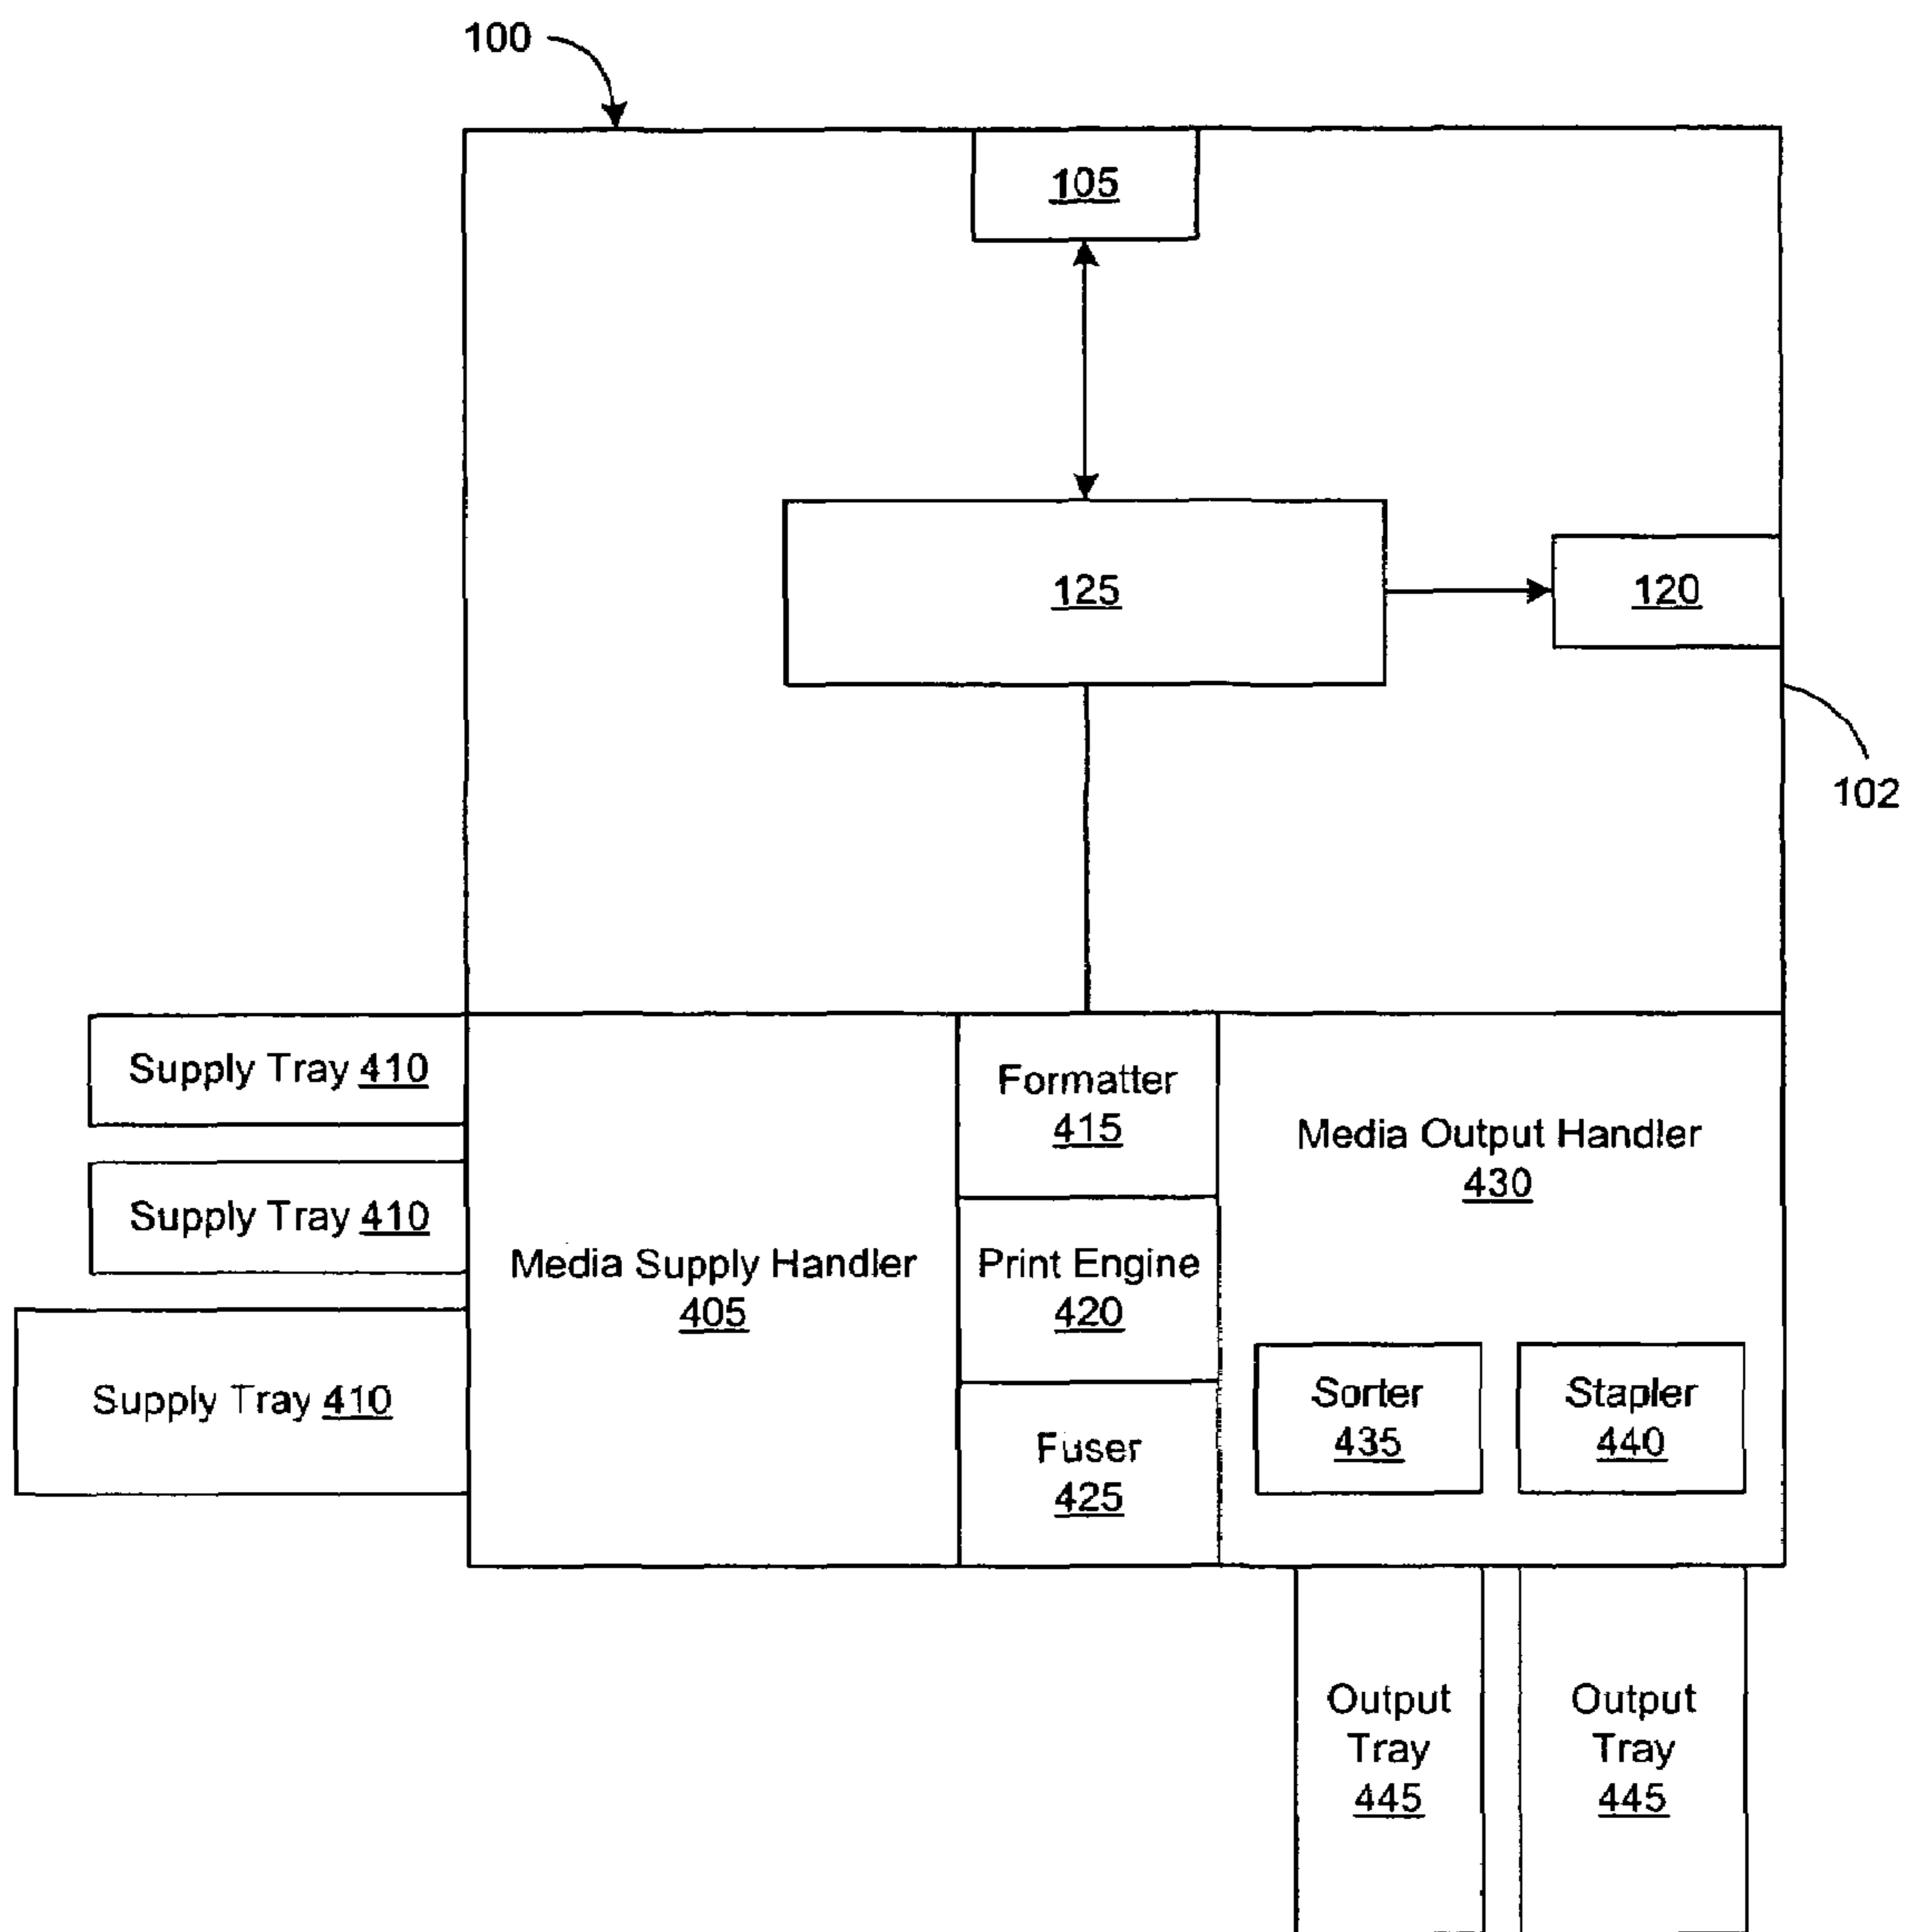 100
105
125
120
102
Supply Tray 410
Supply Tray 410
Supply Tray 410
Media Supply Handler
405
Formatter
415
Print Engine
420
Fuser
425
Media Output Handler
430
Sorter
435
Stapler
440
Output
Tray
445
Output
Tray
445